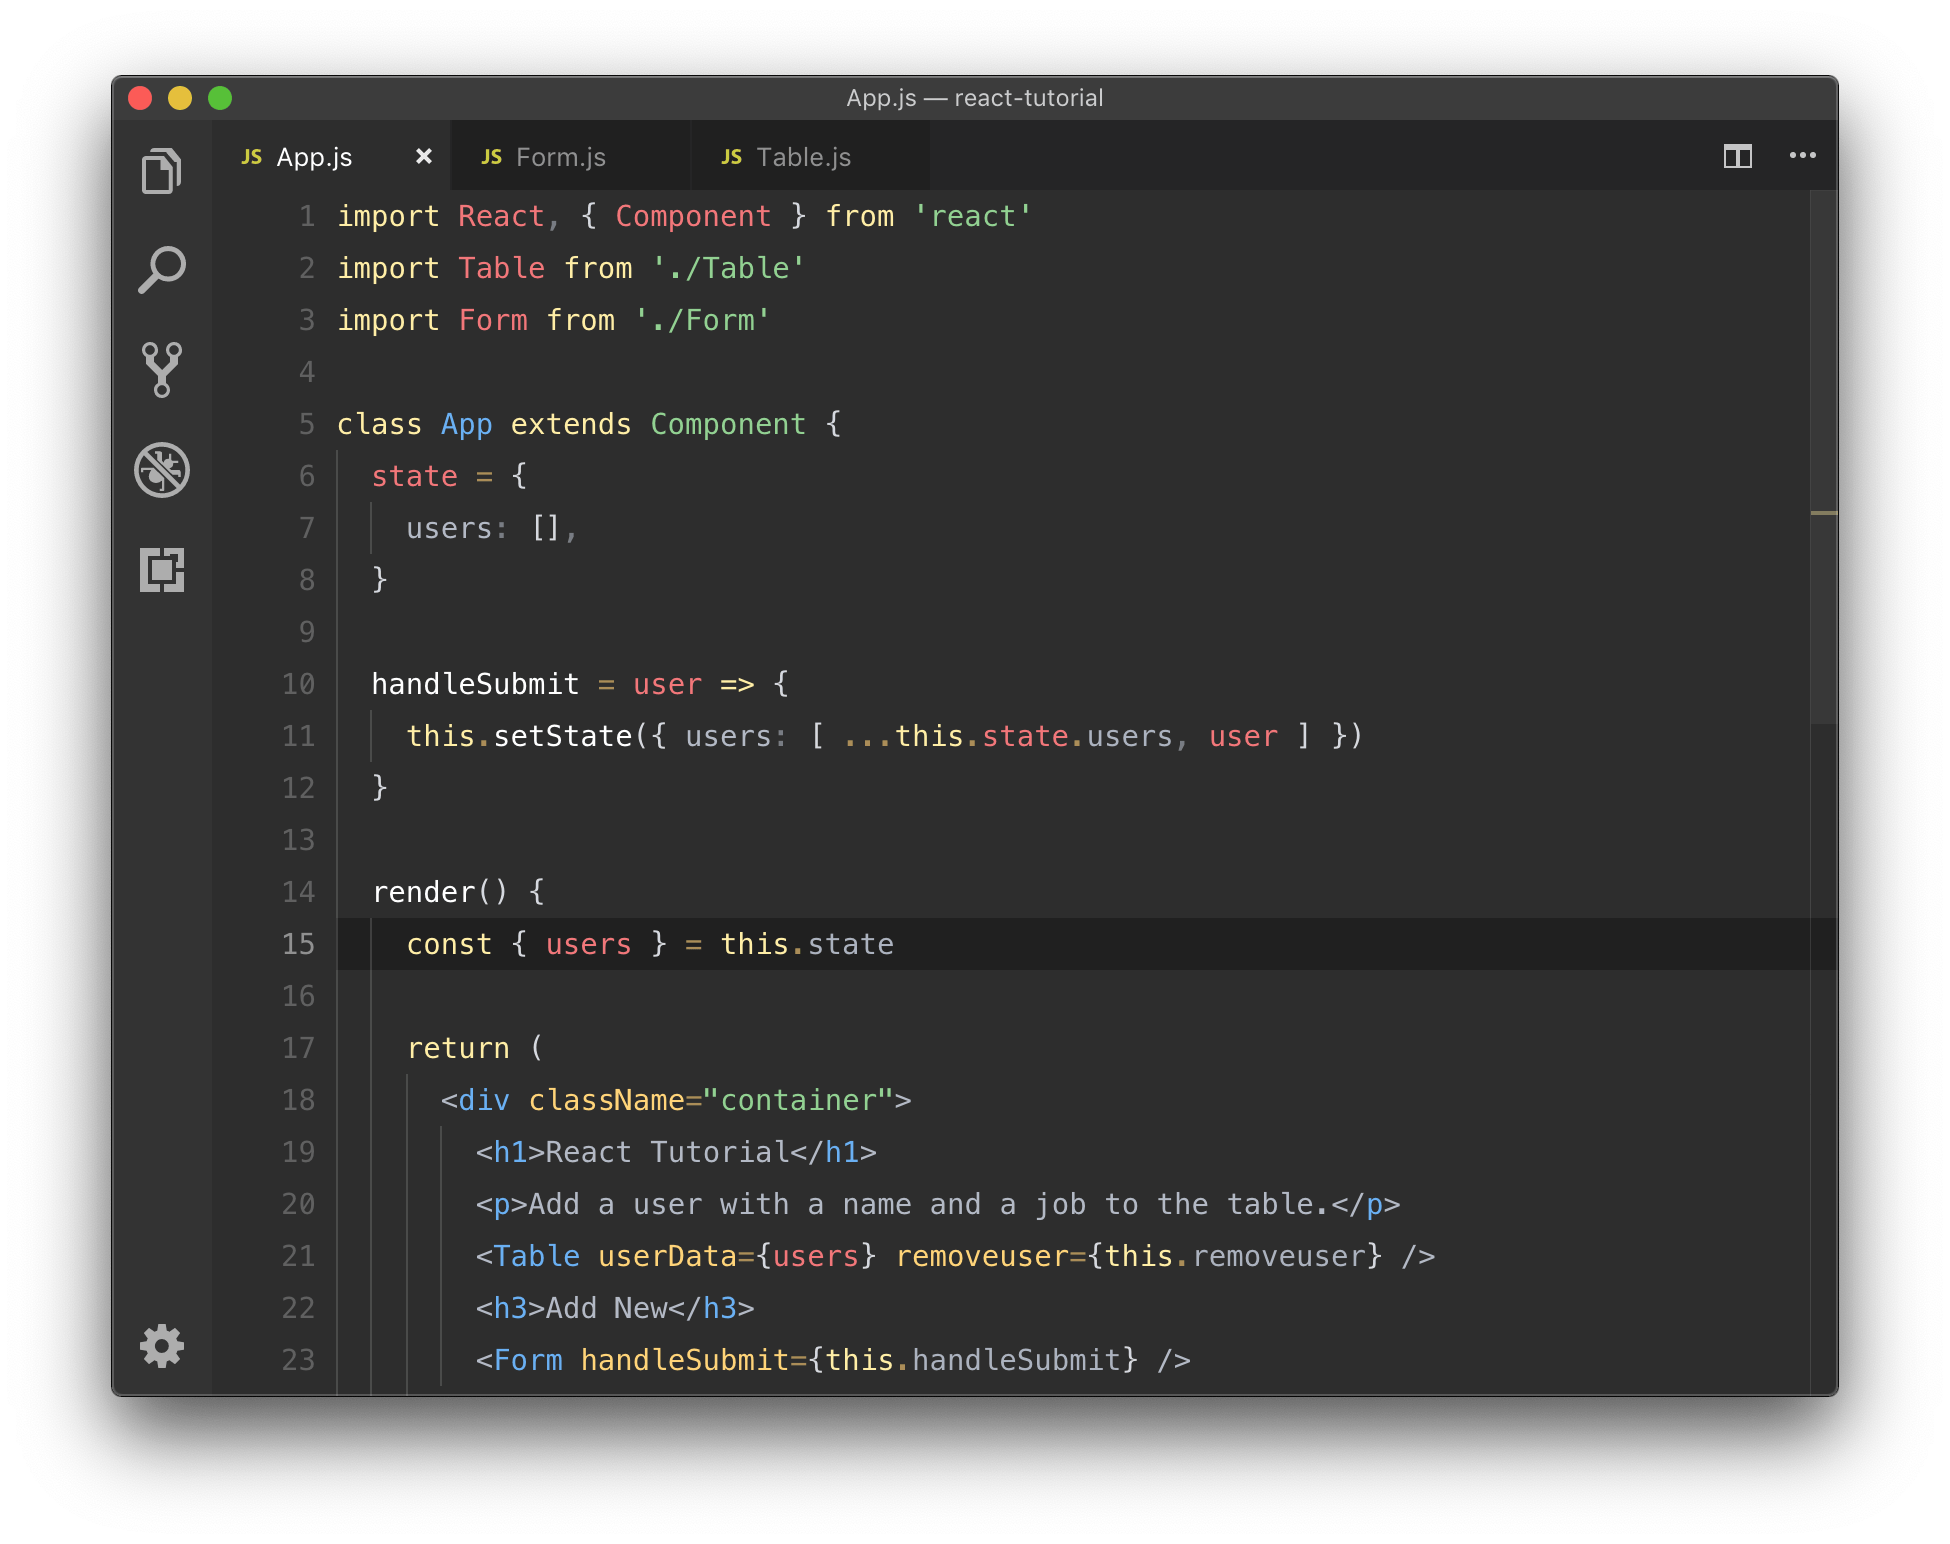 App.js — react-tutorial
JS App.js × JS Form.js JS Table.js
1 import React, { Component } from 'react'
2 import Table from './Table'
3 import Form from './Form'
4
5 class App extends Component {
6   state = {
7     users: [],
8   }
9
10   handleSubmit = user => {
11     this.setState({ users: [ ...this.state.users, user ] })
12   }
13
14   render() {
15     const { users } = this.state
16
17     return (
18       <div className="container">
19         <h1>React Tutorial</h1>
20         <p>Add a user with a name and a job to the table.</p>
21         <Table userData={users} removeuser={this.removeuser} />
22         <h3>Add New</h3>
23         <Form handleSubmit={this.handleSubmit} />